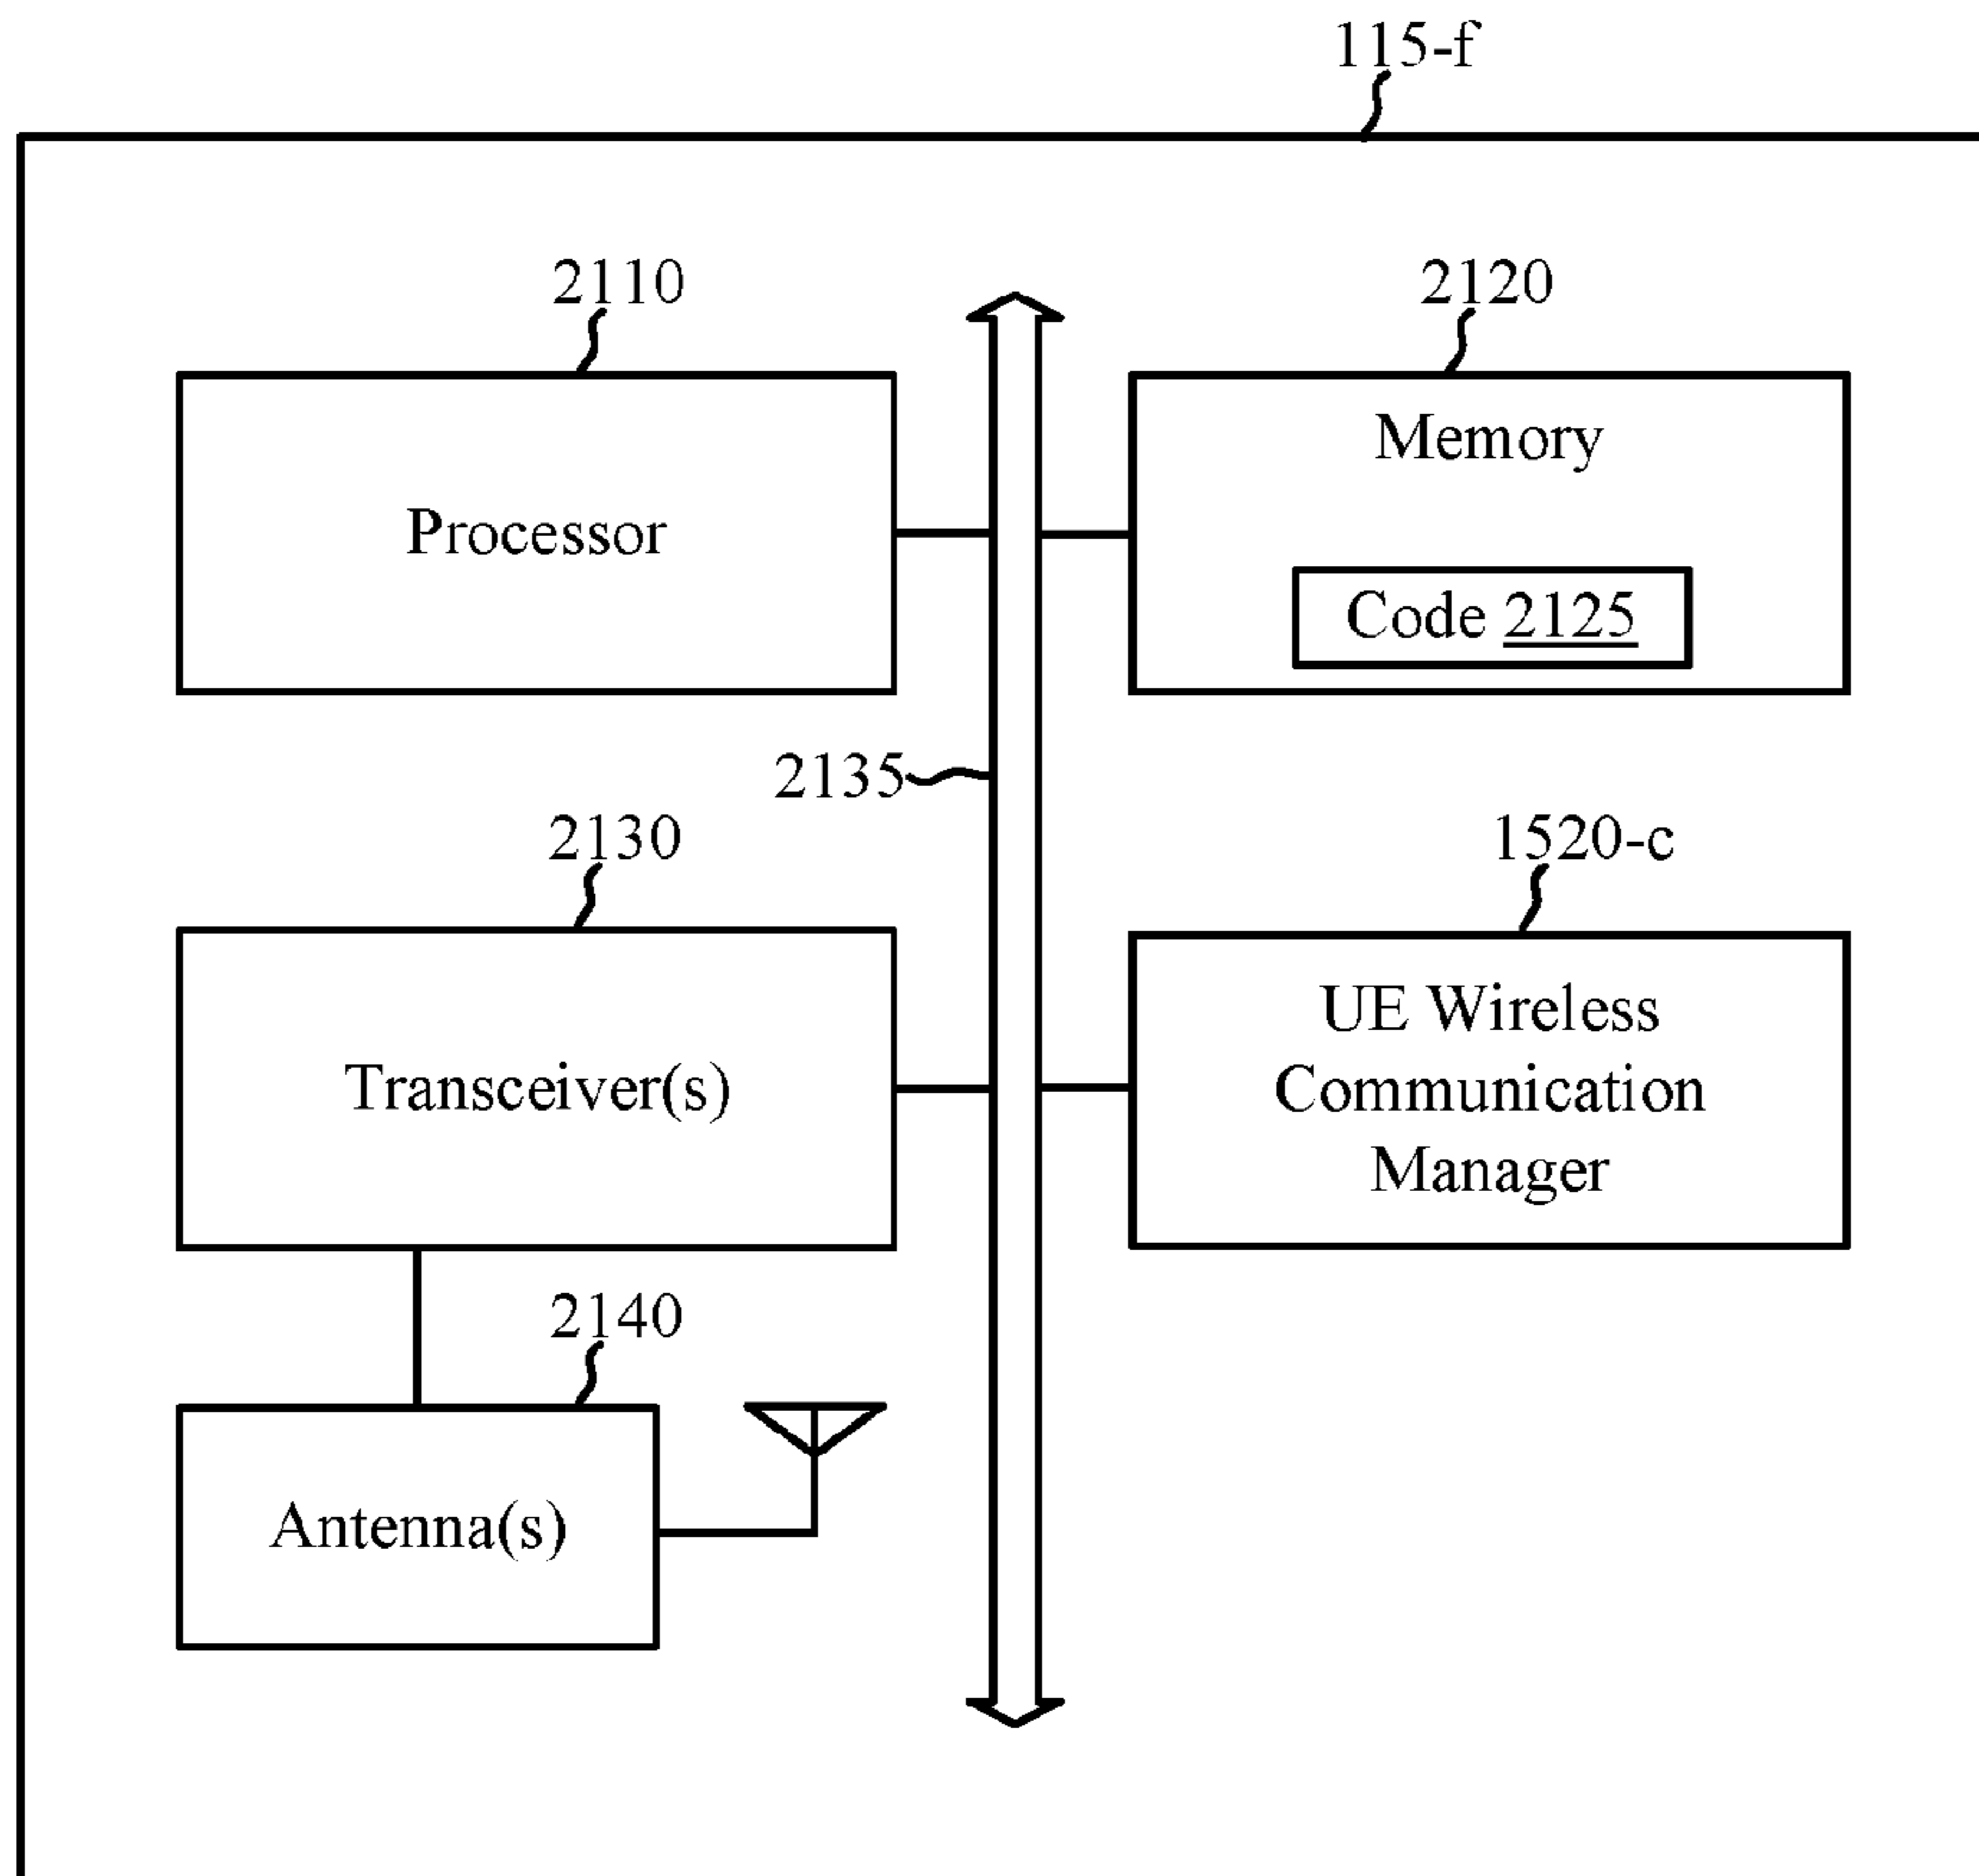 115-f
2110
2120
Processor
Memory
Code 2125
2135
2130
1520-c
Transceiver(s)
UE Wireless
Communication
Manager
2140
Antenna(s)